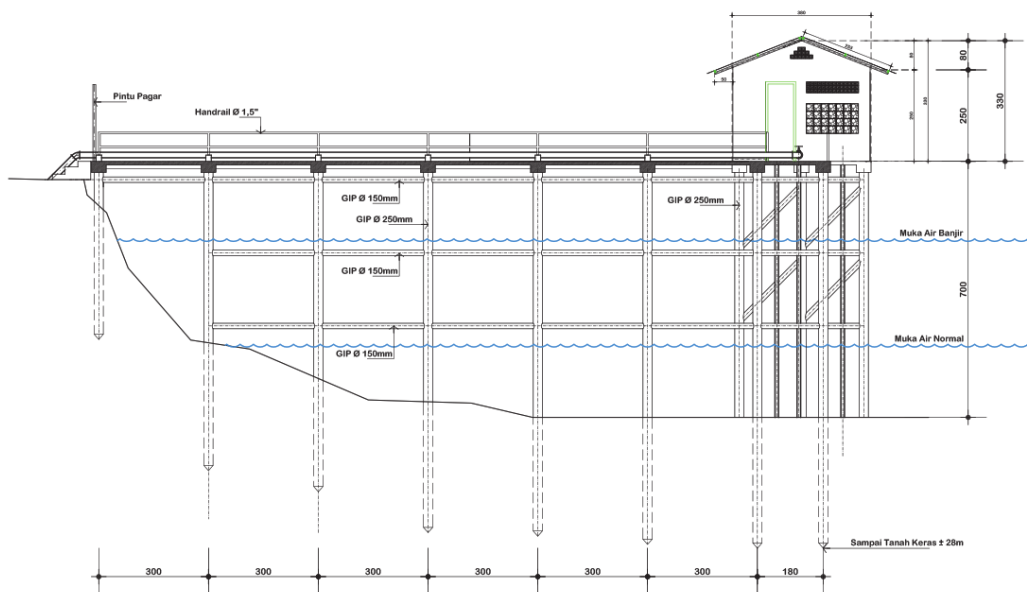 350
Pintu Pagar
Handrail Ø 1,5"
80
250
330
GIP Ø 150mm
GIP Ø 250mm
GIP Ø 250mm
Muka Air Banjir
GIP Ø 150mm
700
GIP Ø 150mm
Muka Air Normal
Sampai Tanah Keras ± 28m
300
300
300
300
300
300
180